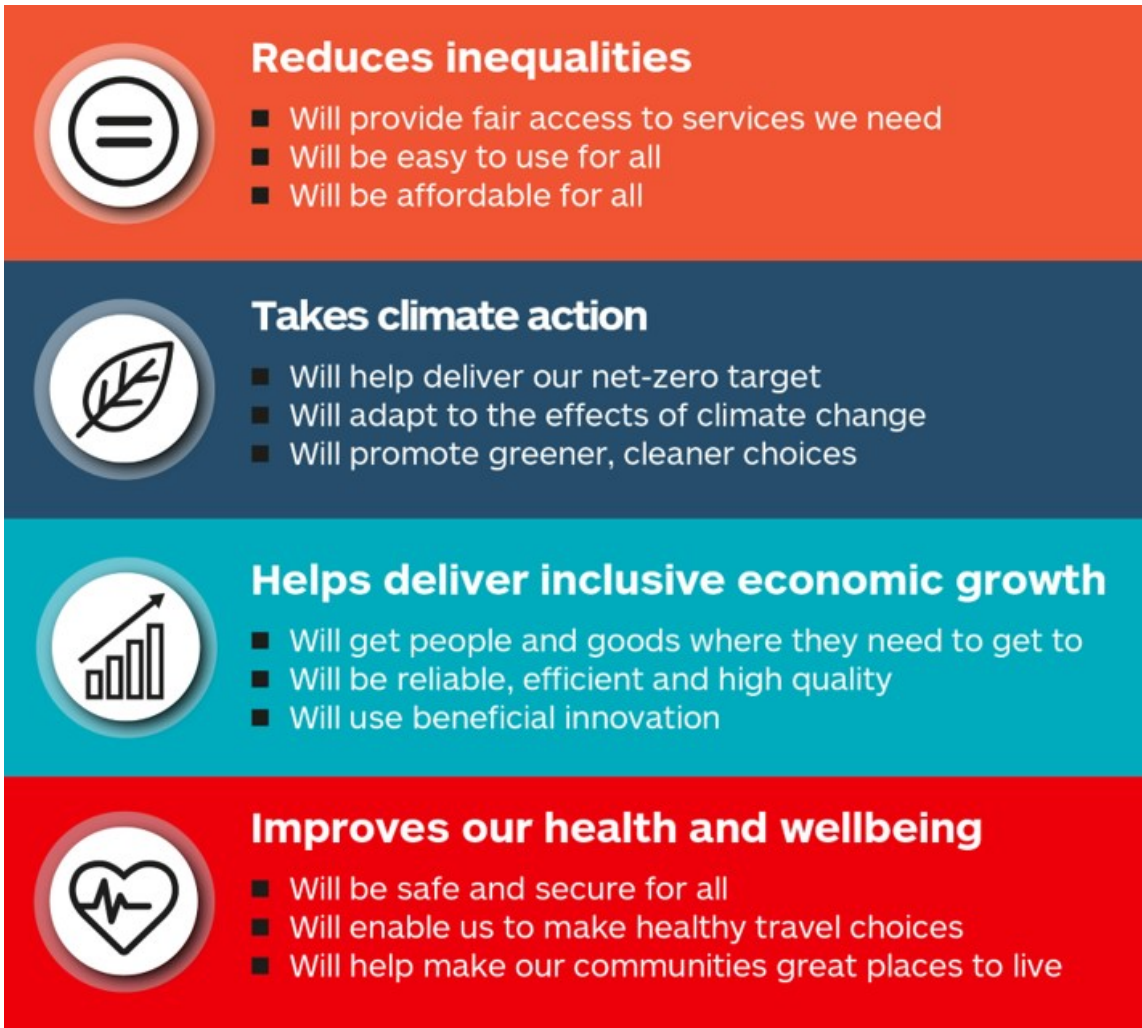 Reduces inequalities
■ Will provide fair access to services we need
■ Will be easy to use for all
■ Will be affordable for all
Takes climate action
■ Will help deliver our net-zero target
■ Will adapt to the effects of climate change
■ Will promote greener, cleaner choices
Helps deliver inclusive economic growth
■ Will get people and goods where they need to get to
■ Will be reliable, efficient and high quality
■ Will use beneficial innovation
Improves our health and wellbeing
■ Will be safe and secure for all
■ Will enable us to make healthy travel choices
■ Will help make our communities great places to live